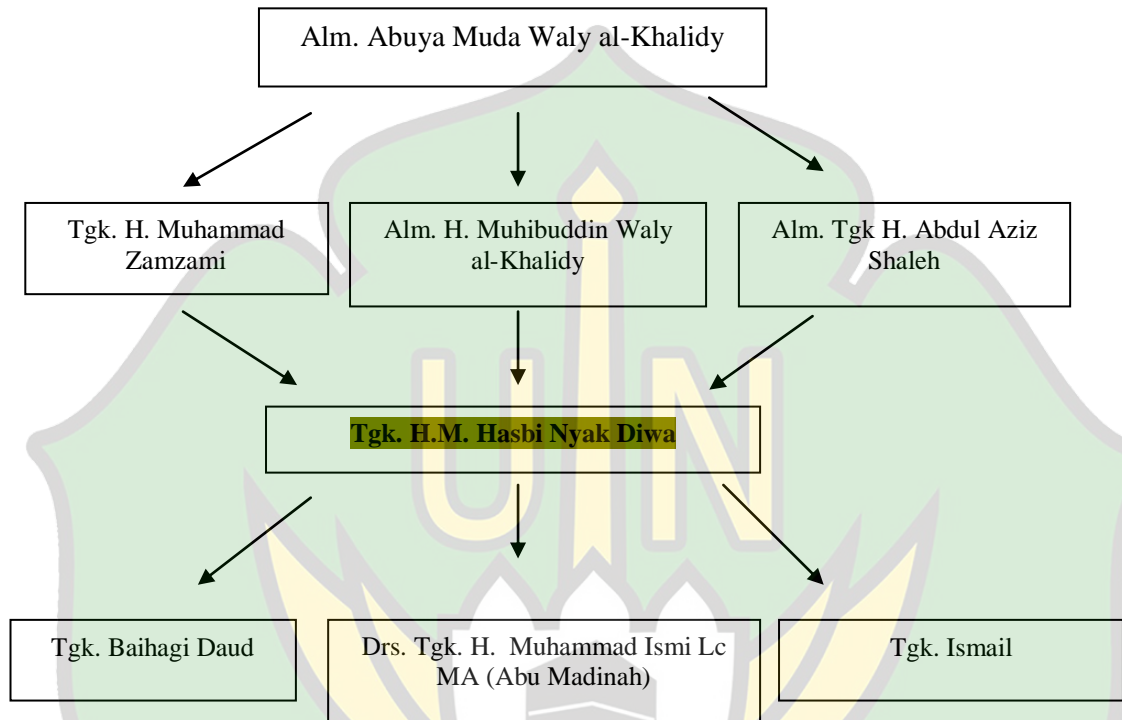 Alm. Abuya Muda Waly al-Khalidy
Tgk. H. Muhammad
Zamzami
Alm. H. Muhibuddin Waly
al-Khalidy
Alm. Tgk H. Abdul Aziz
Shaleh
UIN
Tgk. H.M. Hasbi Nyak Diwa
Tgk. Baihagi Daud
Drs. Tgk. H. Muhammad Ismi Lc
MA (Abu Madinah)
Tgk. Ismail